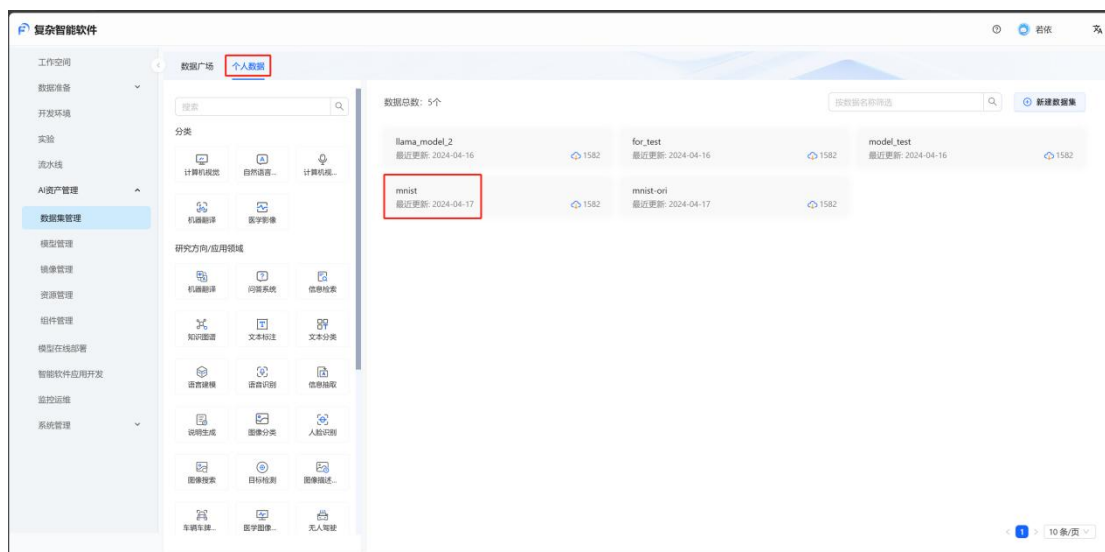 复杂智能软件
若依
工作空间
数据准备
开发环境
实验
流水线
AI资产管理
数据集管理
模型管理
镜像管理
资源管理
组件管理
模型在线部署
智能软件应用开发
监控运维
系统管理
数据广场 个人数据
搜索
分类
计算机视觉 自然语言... 计算机视...
机器翻译 医学影像
研究方向/应用领域
机器翻译 问答系统 信息检索
知识图谱 文本标注 文本分类
语言建模 语音识别 信息抽取
说明生成 图像分类 人脸识别
图像搜索 目标检测 图像描述...
车辆车牌... 医学图像... 无人驾驶
数据总数: 5个
按数据名称筛选
新建数据集
llama_model_2
最近更新: 2024-04-16 1582
for_test
最近更新: 2024-04-16 1582
model_test
最近更新: 2024-04-16 1582
mnist
最近更新: 2024-04-17 1582
mnist-ori
最近更新: 2024-04-17 1582
< 1 > 10 条/页